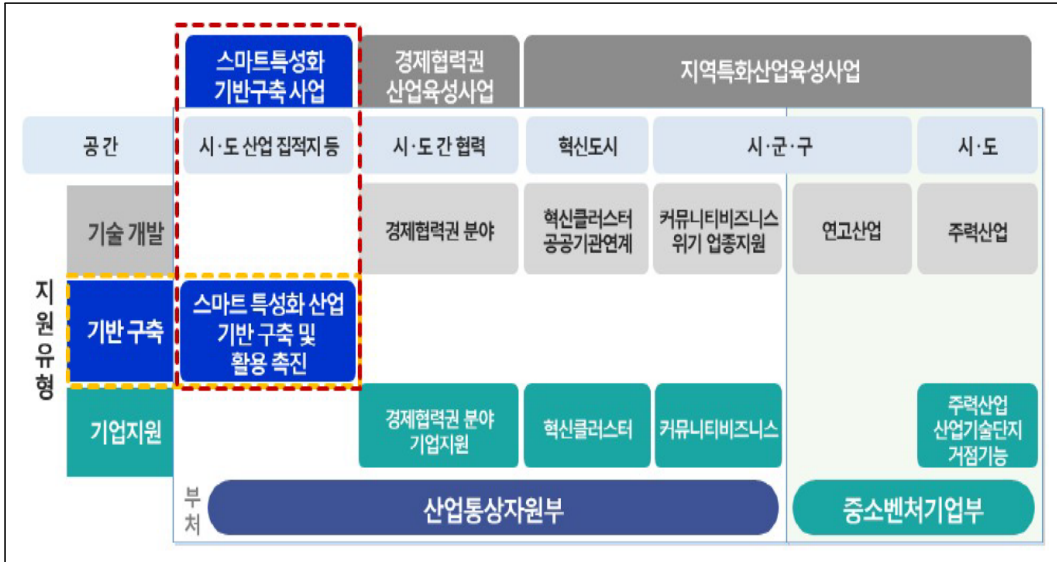 스마트특성화
기반구축 사업
경제협력권
산업육성사업
지역특화산업육성사업
공 간
시·도 산업 집적지 등
시·도 간 협력
혁신도시
시·군·구
시·도
지원유형
기술 개발
경제협력권 분야
혁신클러스터
공공기관연계
커뮤니티비즈니스
위기 업종지원
연고산업
주력산업
기반 구축
스마트 특성화 산업
기반 구축 및
활용 촉진
기업지원
경제협력권 분야
기업지원
혁신클러스터
커뮤니티비즈니스
주력산업
산업기술단지
거점기능
부처
산업통상자원부
중소벤처기업부